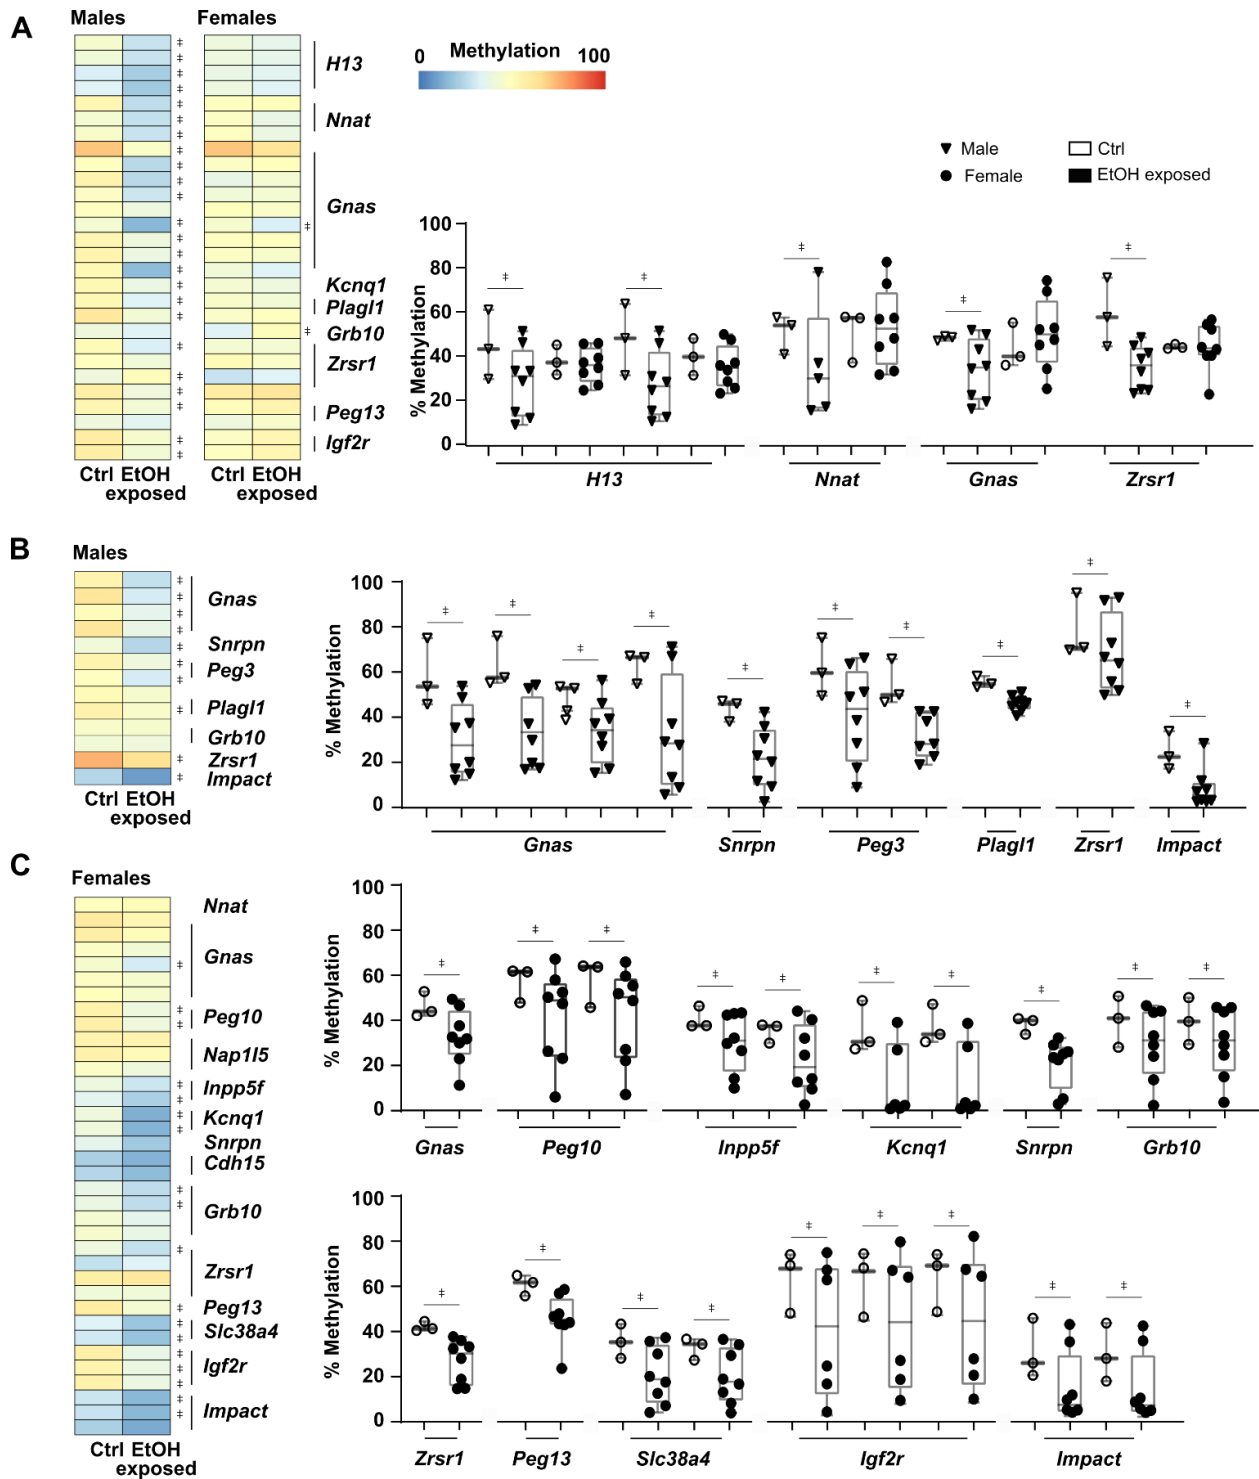 A
Males
Females
H13
Nnat
Gnas
Kcnq1
Plagl1
Grb10
Zrsr1
Peg13
Igf2r
Ctrl EtOH exposed
Ctrl EtOH exposed
0 Methylation 100
Male
Female
Ctrl
EtOH exposed
% Methylation
100
80
60
40
20
0
‡ ‡ ‡ ‡ ‡
H13 Nnat Gnas Zrsr1
B
Males
Gnas
Snrpn
Peg3
Plagl1
Grb10
Zrsr1
Impact
Ctrl EtOH
exposed
% Methylation
100
80
60
40
20
0
‡ ‡ ‡ ‡ ‡ ‡ ‡ ‡ ‡ ‡
Gnas Snrpn Peg3 Plagl1 Zrsr1 Impact
C
Females
Nnat
Gnas
Peg10
Nap1l5
Inpp5f
Kcnq1
Snrpn
Cdh15
Grb10
Zrsr1
Peg13
Slc38a4
Igf2r
Impact
Ctrl EtOH
exposed
% Methylation
100
80
60
40
20
0
‡ ‡ ‡ ‡ ‡ ‡ ‡ ‡ ‡ ‡
Gnas Peg10 Inpp5f Kcnq1 Snrpn Grb10
% Methylation
100
80
60
40
20
0
‡ ‡ ‡ ‡ ‡ ‡ ‡ ‡ ‡
Zrsr1 Peg13 Slc38a4 Igf2r Impact